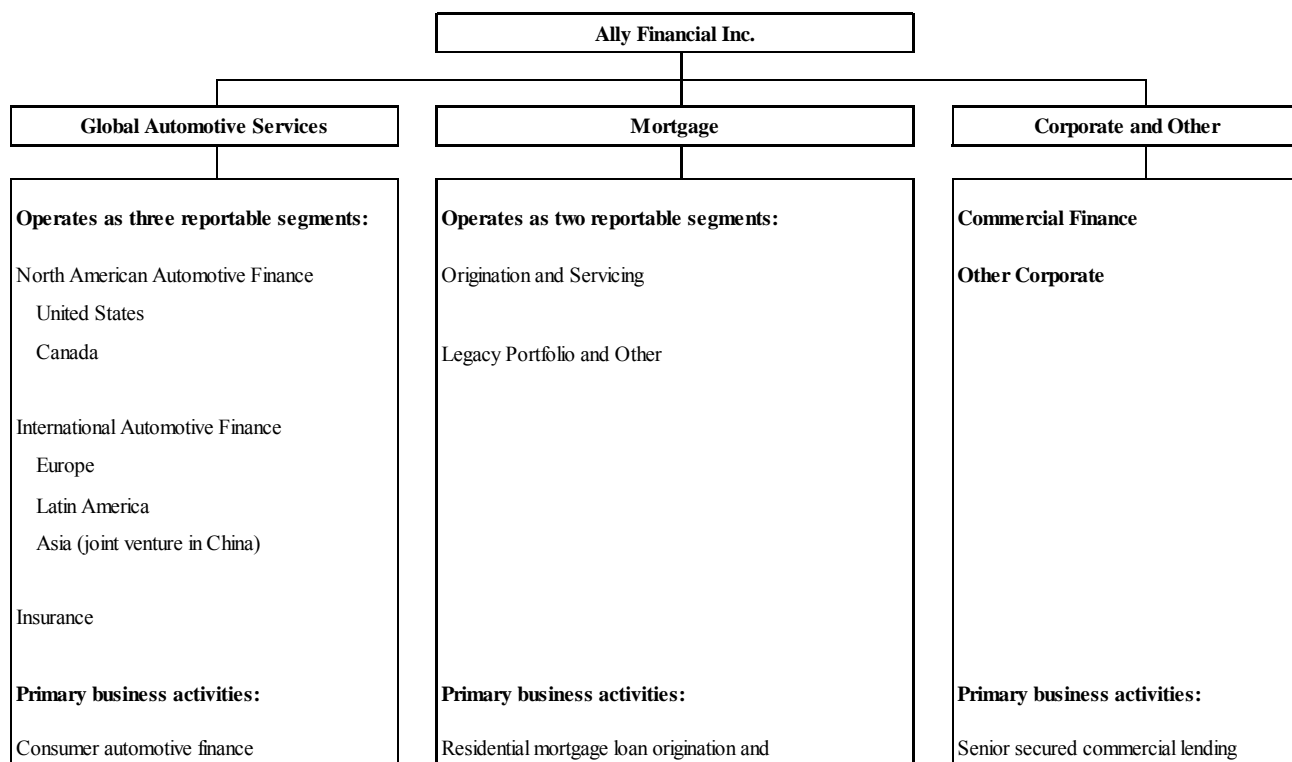 Ally Financial Inc.
Global Automotive Services
Mortgage
Corporate and Other
Operates as three reportable segments:
North American Automotive Finance
United States
Canada
International Automotive Finance
Europe
Latin America
Asia (joint venture in China)
Insurance
Primary business activities:
Consumer automotive finance
Operates as two reportable segments:
Origination and Servicing
Legacy Portfolio and Other
Primary business activities:
Residential mortgage loan origination and
Commercial Finance
Other Corporate
Primary business activities:
Senior secured commercial lending